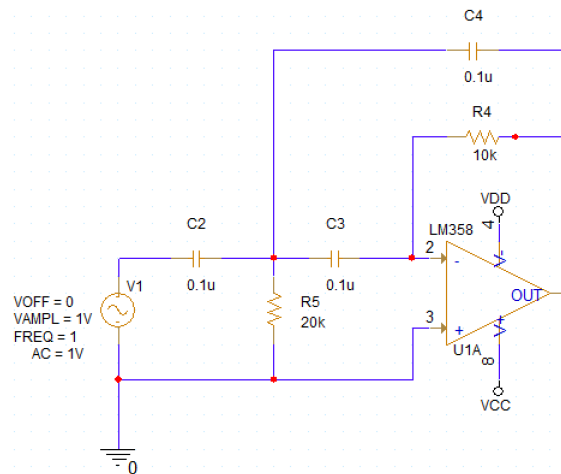 C4
0.1u
R4
10k
VDD
4
LM358
C2
C3
2
-
V-
V1
0.1u
0.1u
R5
20k
OUT
VOFF = 0
VAMPL = 1V
FREQ = 1
AC = 1V
3
+
V+
U1A
8
VCC
0